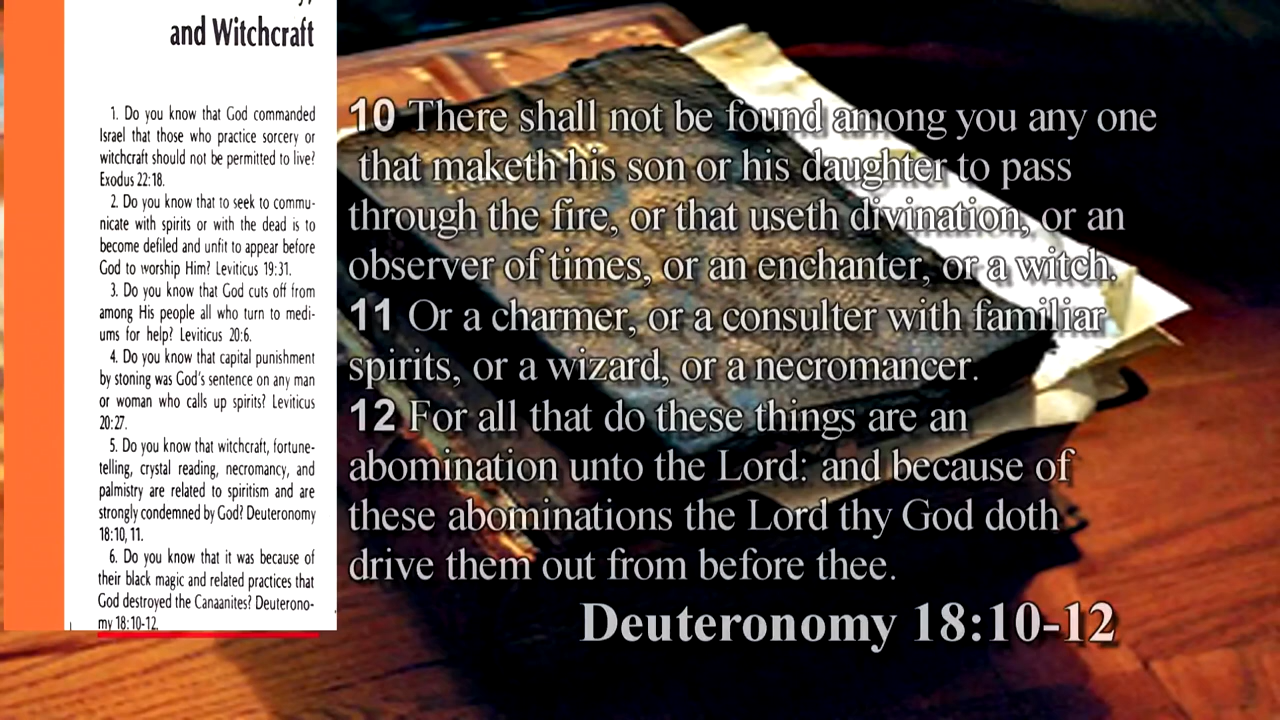 and Witchcraft
1. Do you know that God commanded
Israel that those who practice sorcery or
witchcraft should not be permitted to live?
Exodus 22:18.
2. Do you know that to seek to commu-
nicate with spirits or with the dead is to
become defiled and unfit to appear before
God to worship Him? Leviticus 19:31.
3. Do you know that God cuts off from
among His people all who turn to medi-
ums for help? Leviticus 20:6.
4. Do you know that capital punishment
by stoning was God's sentence on any man
or woman who calls up spirits? Leviticus
20:27.
5. Do you know that witchcraft, fortune-
telling, crystal reading, necromancy, and
palmistry are related to spiritism and are
strongly condemned by God? Deuteronomy
18:10, 11.
6. Do you know that it was because of
their black magic and related practices that
God destroyed the Canaanites? Deuterono-
my 18:10-12.
10 There shall not be found among you any one
that maketh his son or his daughter to pass
through the fire, or that useth divination, or an
observer of times, or an enchanter, or a witch.
11 Or a charmer, or a consulter with familiar
spirits, or a wizard, or a necromancer.
12 For all that do these things are an
abomination unto the Lord: and because of
these abominations the Lord thy God doth
drive them out from before thee.
Deuteronomy 18:10-12